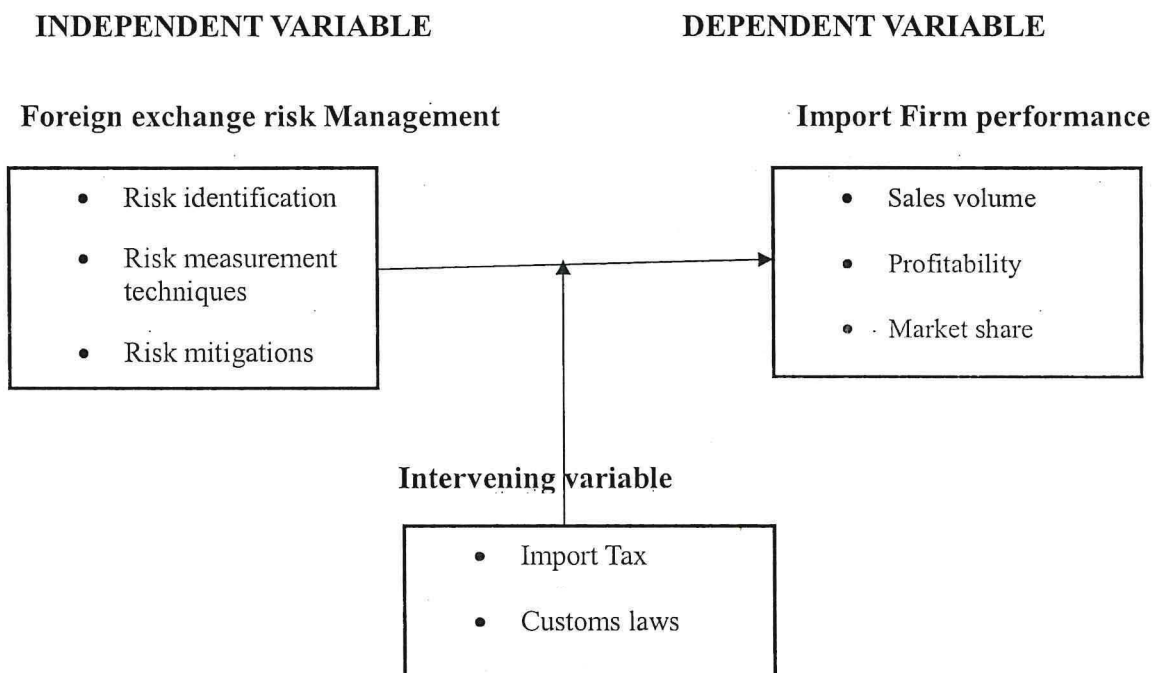 INDEPENDENT VARIABLE
DEPENDENT VARIABLE
Foreign exchange risk Management
Import Firm performance
• Risk identification
• Risk measurement
techniques
• Risk mitigations
• Sales volume
• Profitability
• Market share
Intervening variable
• Import Tax
• Customs laws